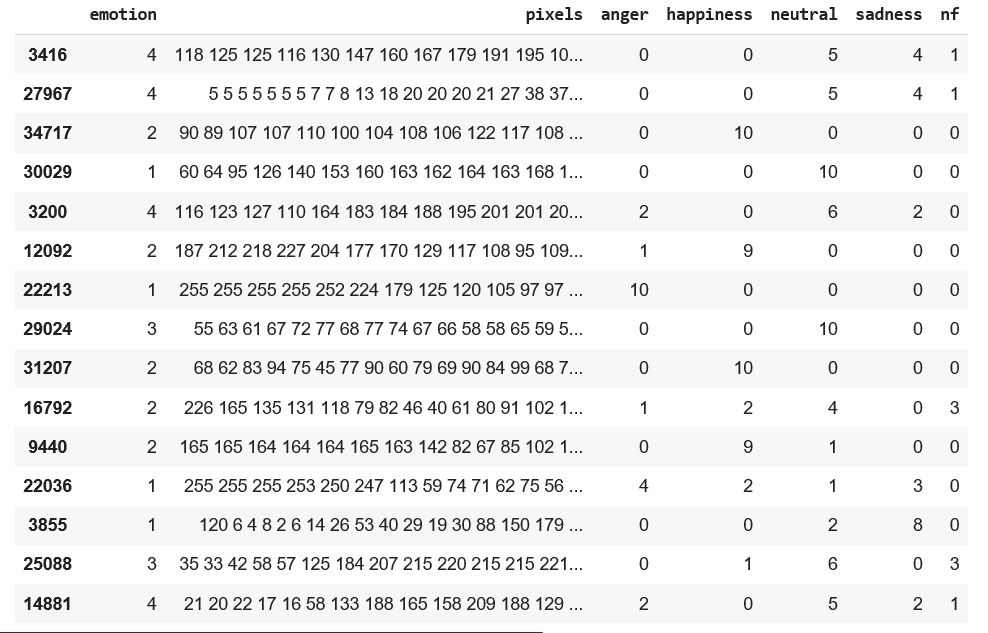 emotion pixels anger happiness neutral sadness nf
3416 4 118 125 125 116 130 147 160 167 179 191 195 10... 0 0 5 4 1
27967 4 5 5 5 5 5 5 5 7 7 8 13 18 20 20 20 21 27 38 37... 0 0 5 4 1
34717 2 90 89 107 107 110 100 104 108 106 122 117 108 ... 0 10 0 0 0
30029 1 60 64 95 126 140 153 160 163 162 164 163 168 1... 0 0 10 0 0
3200 4 116 123 127 110 164 183 184 188 195 201 201 20... 2 0 6 2 0
12092 2 187 212 218 227 204 177 170 129 117 108 95 109... 1 9 0 0 0
22213 1 255 255 255 255 252 224 179 125 120 105 97 97 ... 10 0 0 0 0
29024 3 55 63 61 67 72 77 68 77 74 67 66 58 58 65 59 5... 0 0 10 0 0
31207 2 68 62 83 94 75 45 77 90 60 79 69 90 84 99 68 7... 0 10 0 0 0
16792 2 226 165 135 131 118 79 82 46 40 61 80 91 102 1... 1 2 4 0 3
9440 2 165 165 164 164 164 165 163 142 82 67 85 102 1... 0 9 1 0 0
22036 1 255 255 255 253 250 247 113 59 74 71 62 75 56 ... 4 2 1 3 0
3855 1 120 6 4 8 2 6 14 26 53 40 29 19 30 88 150 179 ... 0 0 2 8 0
25088 3 35 33 42 58 57 125 184 207 215 220 215 215 221... 0 1 6 0 3
14881 4 21 20 22 17 16 58 133 188 165 158 209 188 129 ... 2 0 5 2 1